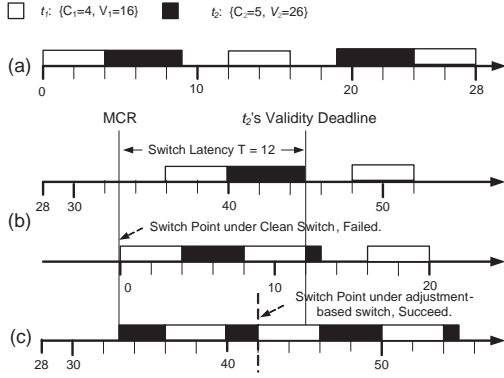 t₁: {C₁=4, V₁=16} t₂: {C₂=5, V₂=26}
(a)
0 10 20 28
MCR t₂'s Validity Deadline
Switch Latency T = 12
28 30 40 50
(b)
Switch Point under Clean Switch, Failed.
0 10 20
Switch Point under adjustment-
based switch, Succeed.
(c)
28 30 40 50